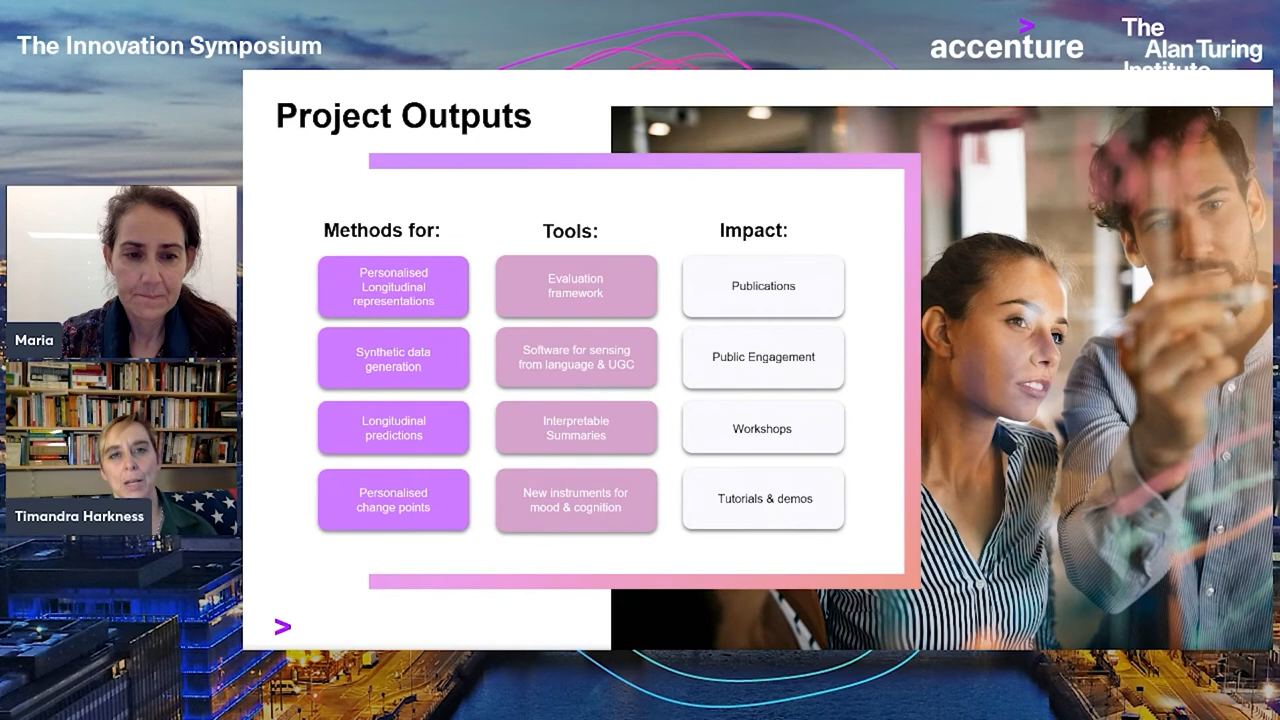 The Innovation Symposium
accenture
The
Alan Turing
Institute
Project Outputs
Methods for:
Personalised
Longitudinal
representations
Synthetic data
generation
Longitudinal
predictions
Personalised
change points
Tools:
Evaluation
framework
Software for sensing
from language & UGC
Interpretable
Summaries
New instruments for
mood & cognition
Impact:
Publications
Public Engagement
Workshops
Tutorials & demos
Maria
Timandra Harkness